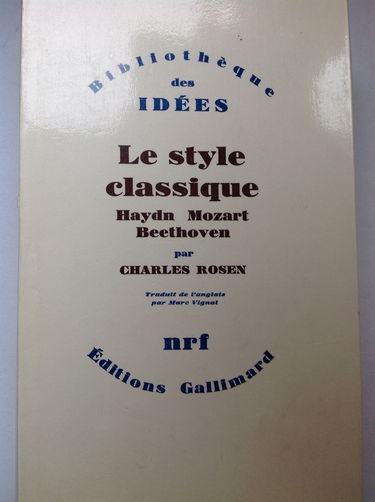 Bibliothèque
des
IDÉES
Le style
classique
Haydn Mozart
Beethoven
par
CHARLES ROSEN
Traduit de l'anglais
par Marc Vignal
nrf
Éditions Gallimard